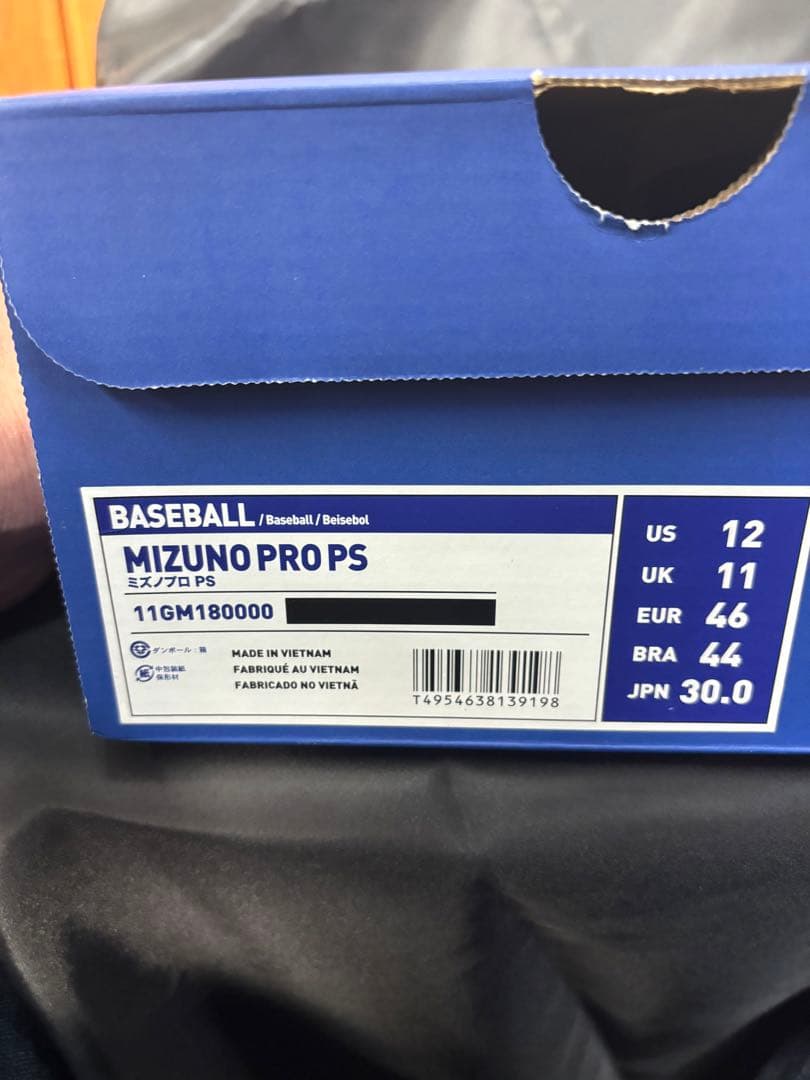 BASEBALL / Baseball / Beisebol
MIZUNO PRO PS
ミズノプロ PS
11GM180000
ダンボール：箱
紙
中包装紙
保形材
MADE IN VIETNAM
FABRIQUÉ AU VIETNAM
FABRICADO NO VIETNÃ
T4954638139198
US 12
UK 11
EUR 46
BRA 44
JPN 30.0